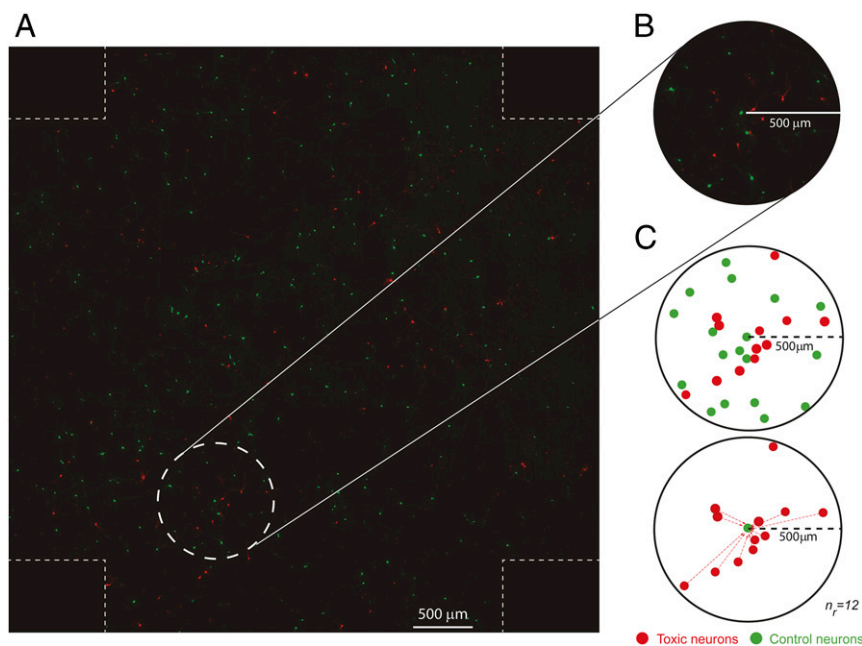 A
B
500 μm
C
500μm
500μm
n_r=12
500 μm
Toxic neurons
Control neurons